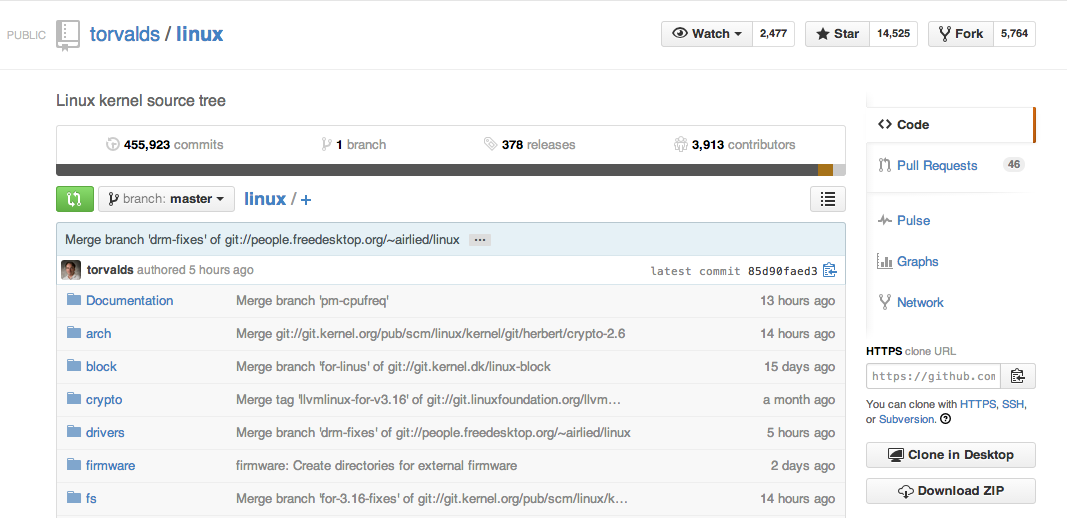 PUBLIC torvalds / linux Watch 2,477 Star 14,525 Fork 5,764
Linux kernel source tree
455,923 commits 1 branch 378 releases 3,913 contributors
branch: master linux / +
Merge branch 'drm-fixes' of git://people.freedesktop.org/~airlied/linux ...
torvalds authored 5 hours ago latest commit 85d90faed3
Documentation Merge branch 'pm-cpufreq' 13 hours ago
arch Merge git://git.kernel.org/pub/scm/linux/kernel/git/herbert/crypto-2.6 14 hours ago
block Merge branch 'for-linus' of git://git.kernel.dk/linux-block 15 days ago
crypto Merge tag 'llvmlinux-for-v3.16' of git://git.linuxfoundation.org/llvm… a month ago
drivers Merge branch 'drm-fixes' of git://people.freedesktop.org/~airlied/linux 5 hours ago
firmware firmware: Create directories for external firmware 2 days ago
fs Merge branch 'for-3.16-fixes' of git://git.kernel.org/pub/scm/linux/k… 14 hours ago
Code
Pull Requests 46
Pulse
Graphs
Network
HTTPS clone URL
https://github.com
You can clone with HTTPS, SSH,
or Subversion.
Clone in Desktop
Download ZIP